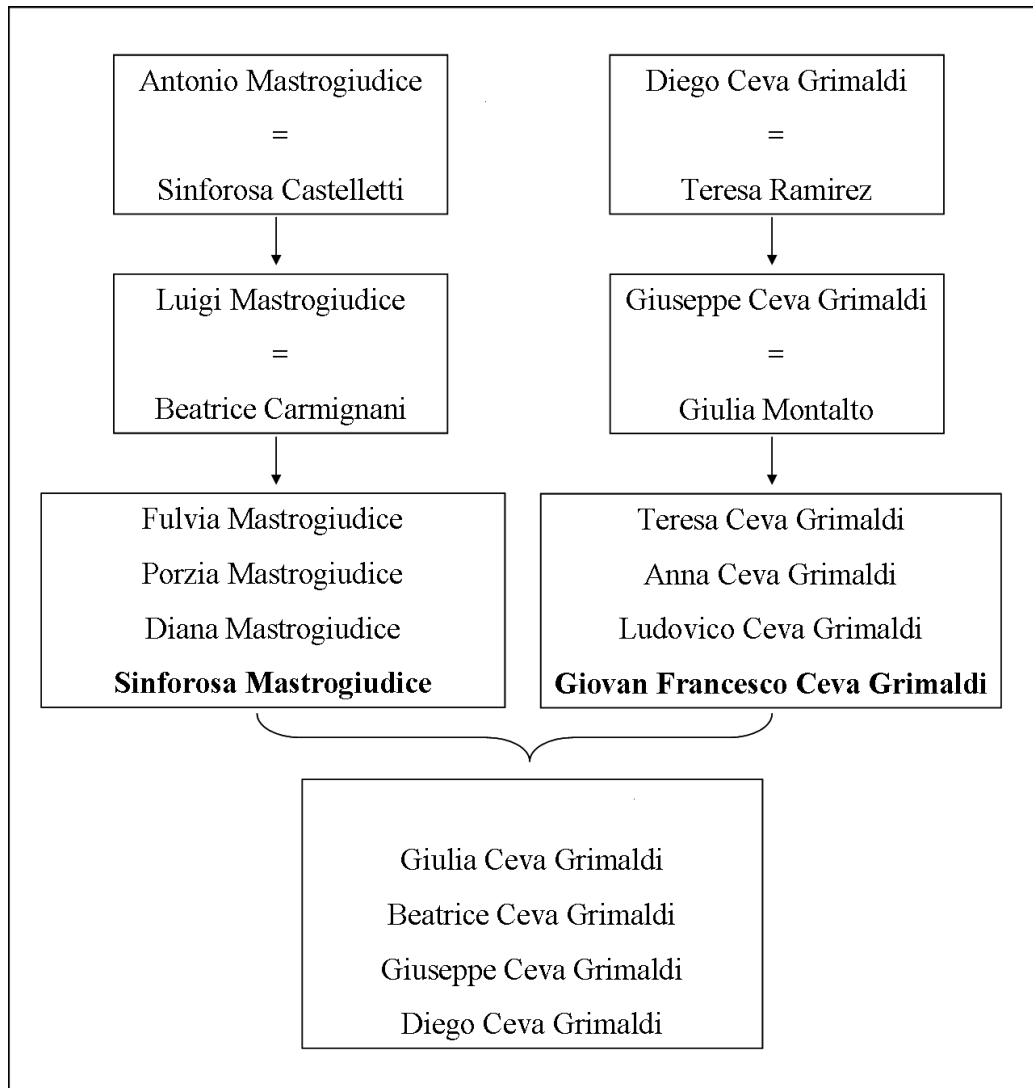 Antonio Mastrogiudice
=
Sinforosa Castelletti
Diego Ceva Grimaldi
=
Teresa Ramirez
Luigi Mastrogiudice
=
Beatrice Carmignani
Giuseppe Ceva Grimaldi
=
Giulia Montalto
Fulvia Mastrogiudice
Porzia Mastrogiudice
Diana Mastrogiudice
Sinforosa Mastrogiudice
Teresa Ceva Grimaldi
Anna Ceva Grimaldi
Ludovico Ceva Grimaldi
Giovan Francesco Ceva Grimaldi
Giulia Ceva Grimaldi
Beatrice Ceva Grimaldi
Giuseppe Ceva Grimaldi
Diego Ceva Grimaldi